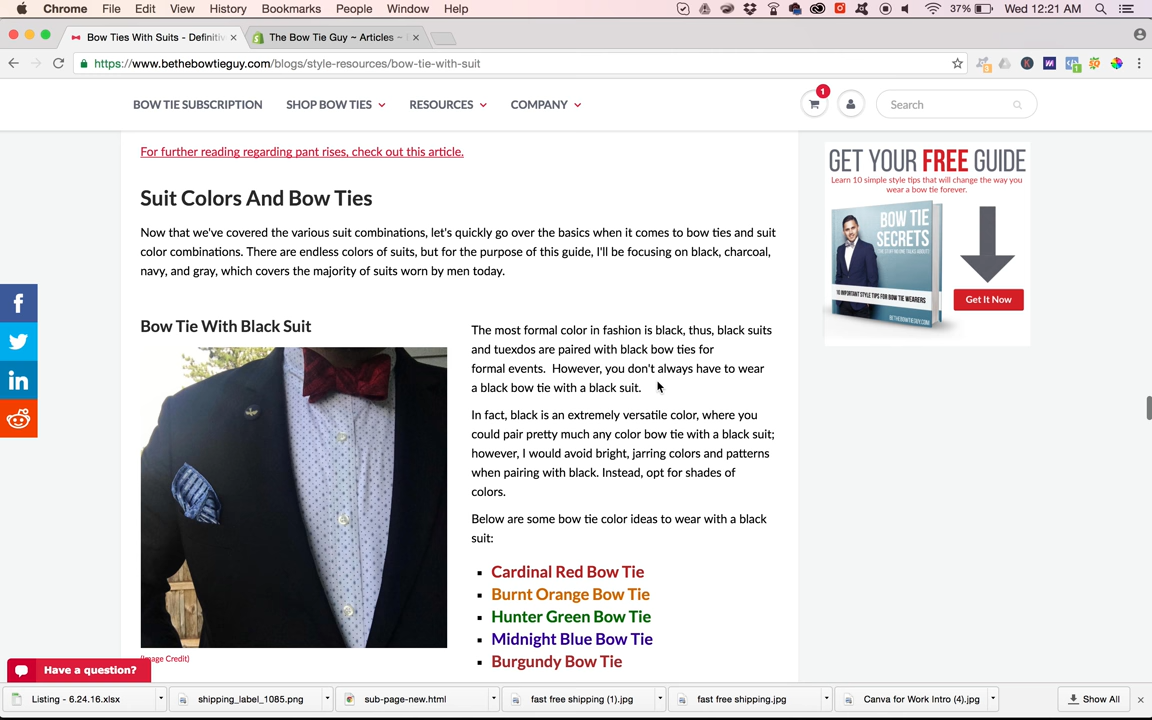 Chrome File Edit View History Bookmarks People Window Help 37% Wed 12:21 AM
Bow Ties With Suits - Definitiv The Bow Tie Guy ~ Articles ~ E
https://www.bethebowtieguy.com/blogs/style-resources/bow-tie-with-suit
BOW TIE SUBSCRIPTION SHOP BOW TIES RESOURCES COMPANY 1 Search
For further reading regarding pant rises, check out this article.
Suit Colors And Bow Ties
Now that we've covered the various suit combinations, let's quickly go over the basics when it comes to bow ties and suit
color combinations. There are endless colors of suits, but for the purpose of this guide, I'll be focusing on black, charcoal,
navy, and gray, which covers the majority of suits worn by men today.
Bow Tie With Black Suit
(Image Credit)
The most formal color in fashion is black, thus, black suits
and tuexdos are paired with black bow ties for
formal events. However, you don't always have to wear
a black bow tie with a black suit.
In fact, black is an extremely versatile color, where you
could pair pretty much any color bow tie with a black suit;
however, I would avoid bright, jarring colors and patterns
when pairing with black. Instead, opt for shades of
colors.
Below are some bow tie color ideas to wear with a black
suit:
Cardinal Red Bow Tie
Burnt Orange Bow Tie
Hunter Green Bow Tie
Midnight Blue Bow Tie
Burgundy Bow Tie
GET YOUR FREE GUIDE
Learn 10 simple style tips that will change the way you
wear a bow tie forever.
BOW TIE
SECRETS
10 IMPORTANT STYLE TIPS FOR BOW TIE WEARERS
BETHEBOWTIEGUY.COM
Get It Now
Have a question?
Listing - 6.24.16.xlsx shipping_label_1085.png sub-page-new.html fast free shipping (1).jpg fast free shipping.jpg Canva for Work Intro (4).jpg Show All